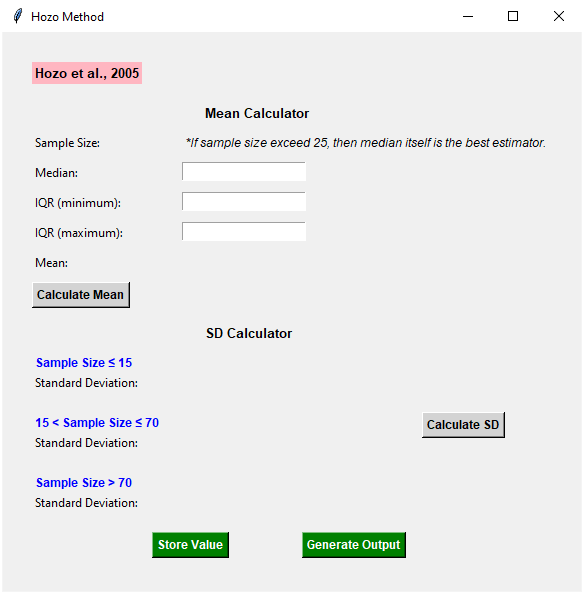 Hozo Method
Hozo et al., 2005
Mean Calculator
Sample Size: *If sample size exceed 25, then median itself is the best estimator.
Median:
IQR (minimum):
IQR (maximum):
Mean:
Calculate Mean
SD Calculator
Sample Size ≤ 15
Standard Deviation:
15 < Sample Size ≤ 70
Calculate SD
Standard Deviation:
Sample Size > 70
Standard Deviation:
Store Value Generate Output